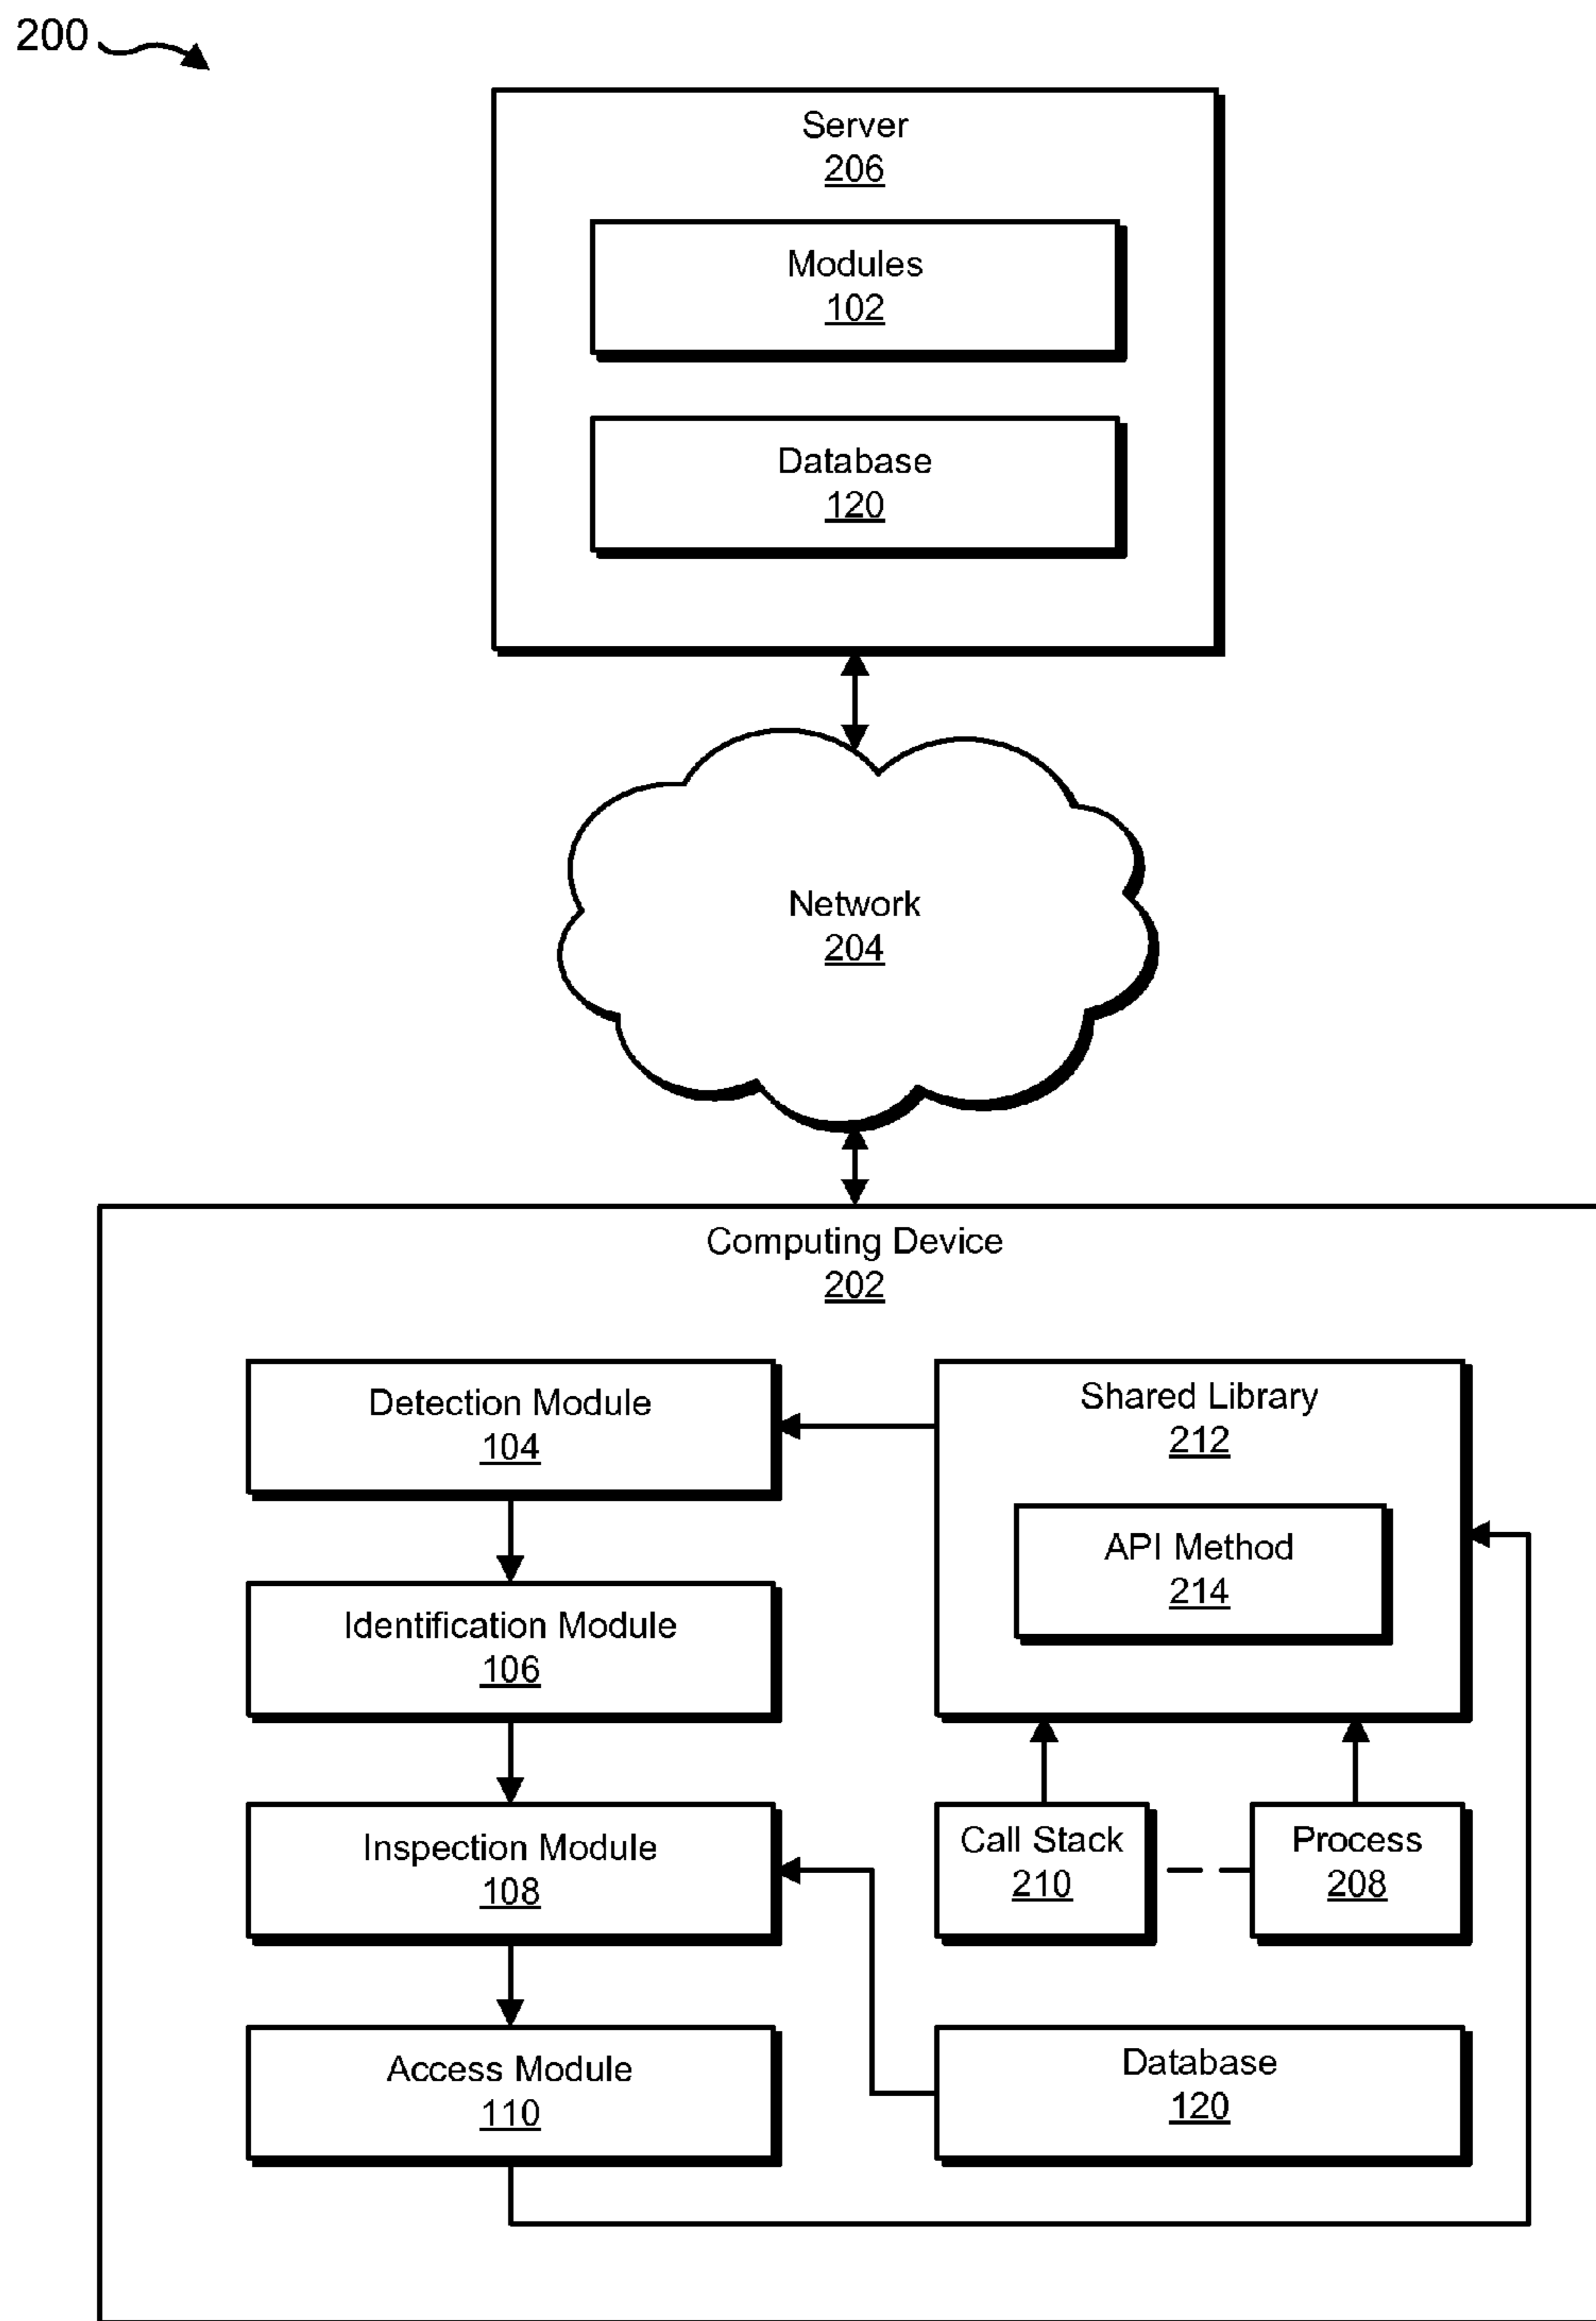 200
Server
206
Modules
102
Database
120
Network
204
Computing Device
202
Detection Module
104
Shared Library
212
API Method
214
Identification Module
106
Inspection Module
108
Call Stack
210
Process
208
Access Module
110
Database
120